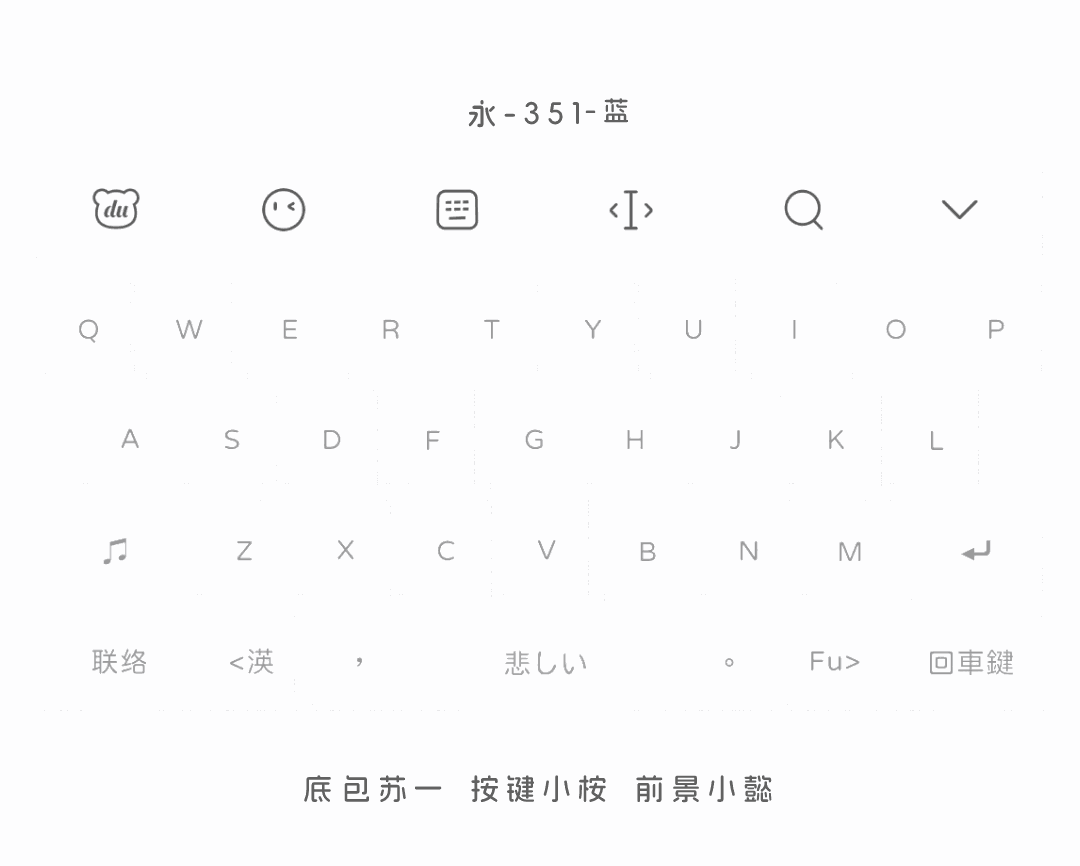 永-351-蓝
du
Q W E R T Y U I O P
A S D F G H J K L
Z X C V B N M
联络 <渶 , 悲しい 。 Fu> 回車鍵
底包苏一 按键小桉 前景小懿